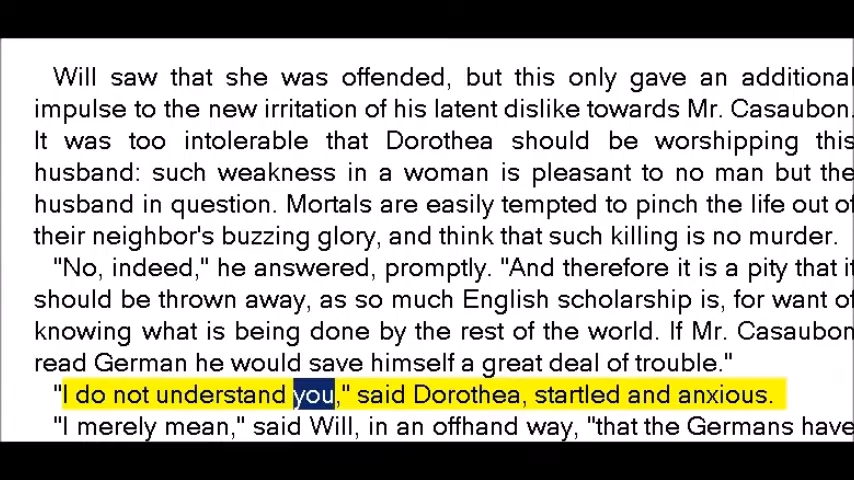 Will saw that she was offended, but this only gave an additional
impulse to the new irritation of his latent dislike towards Mr. Casaubon.
It was too intolerable that Dorothea should be worshipping this
husband: such weakness in a woman is pleasant to no man but the
husband in question. Mortals are easily tempted to pinch the life out of
their neighbor's buzzing glory, and think that such killing is no murder.
"No, indeed," he answered, promptly. "And therefore it is a pity that it
should be thrown away, as so much English scholarship is, for want of
knowing what is being done by the rest of the world. If Mr. Casaubon
read German he would save himself a great deal of trouble."
"I do not understand you," said Dorothea, startled and anxious.
"I merely mean," said Will, in an offhand way, "that the Germans have